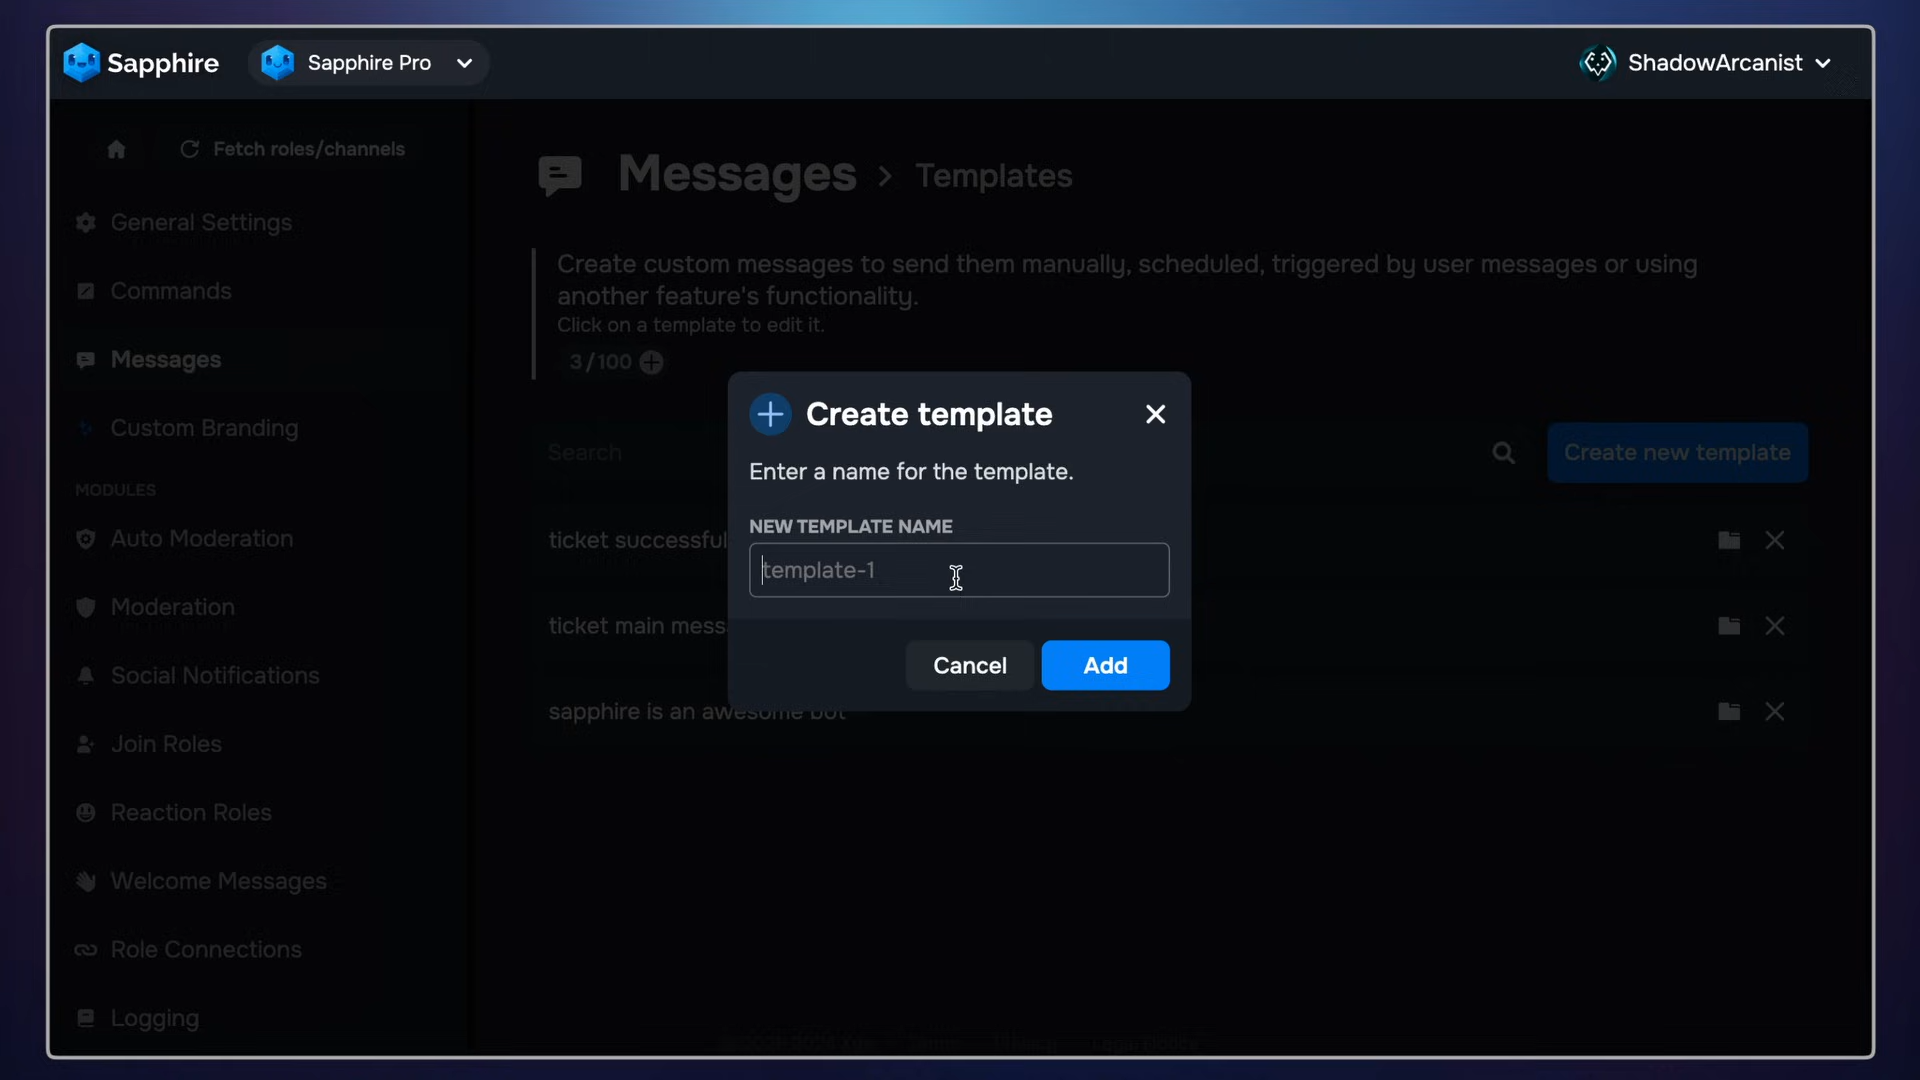 Sapphire
Sapphire Pro
ShadowArcanist
Fetch roles/channels
General Settings
Commands
Messages
Custom Branding
MODULES
Auto Moderation
Moderation
Social Notifications
Join Roles
Reaction Roles
Welcome Messages
Role Connections
Logging
Messages > Templates
Create custom messages to send them manually, scheduled, triggered by user messages or using
another feature's functionality.
Click on a template to edit it.
3/100
Search
Create new template
ticket successful
ticket main mess
sapphire is an awesome bot
Create template
Enter a name for the template.
NEW TEMPLATE NAME
template-1
Cancel
Add